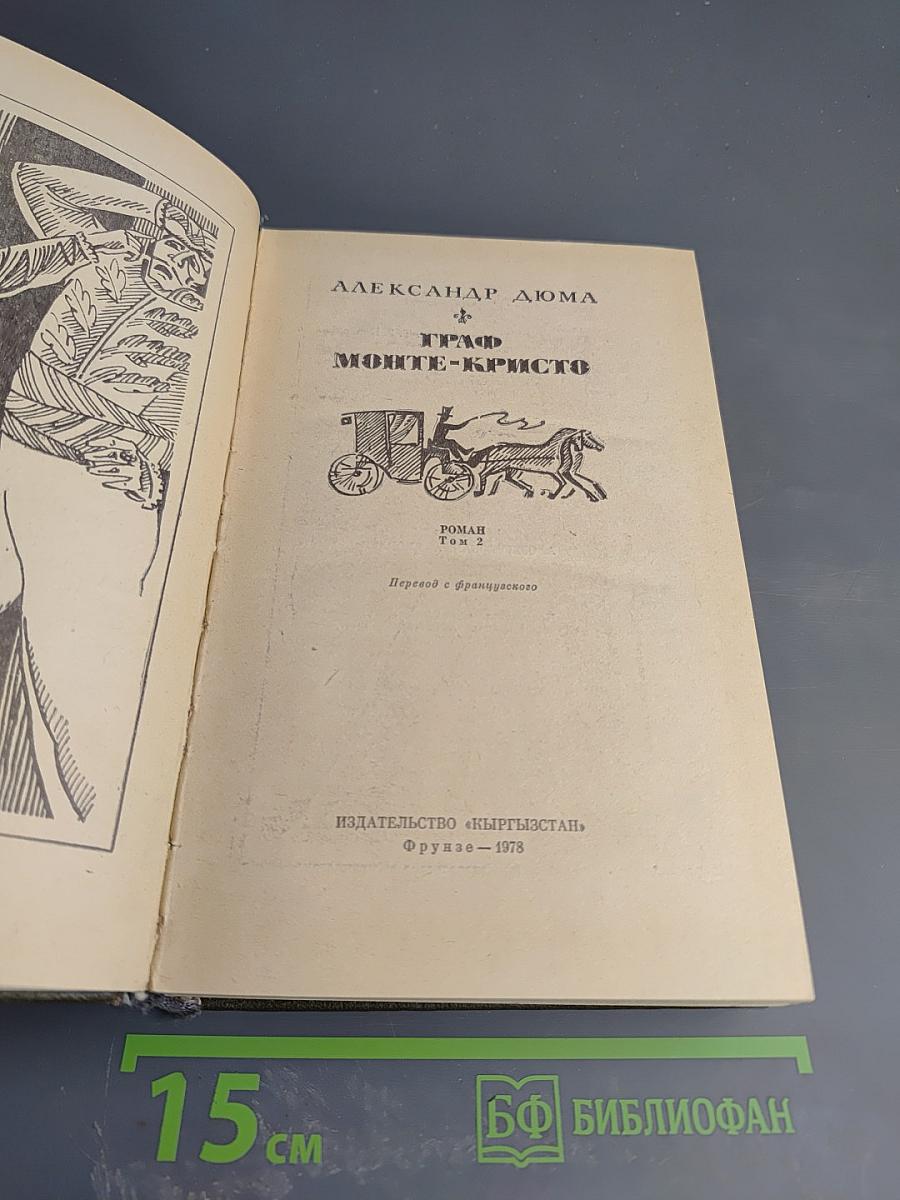 АЛЕКСАНДР ДЮМА
ГРАФ
МОНТЕ-КРИСТО
РОМАН
Том 2
Перевод с французского
ИЗДАТЕЛЬСТВО «КЫРГЫЗСТАН»
Фрунзе — 1978
15 см
БФ БИБЛИОФАН